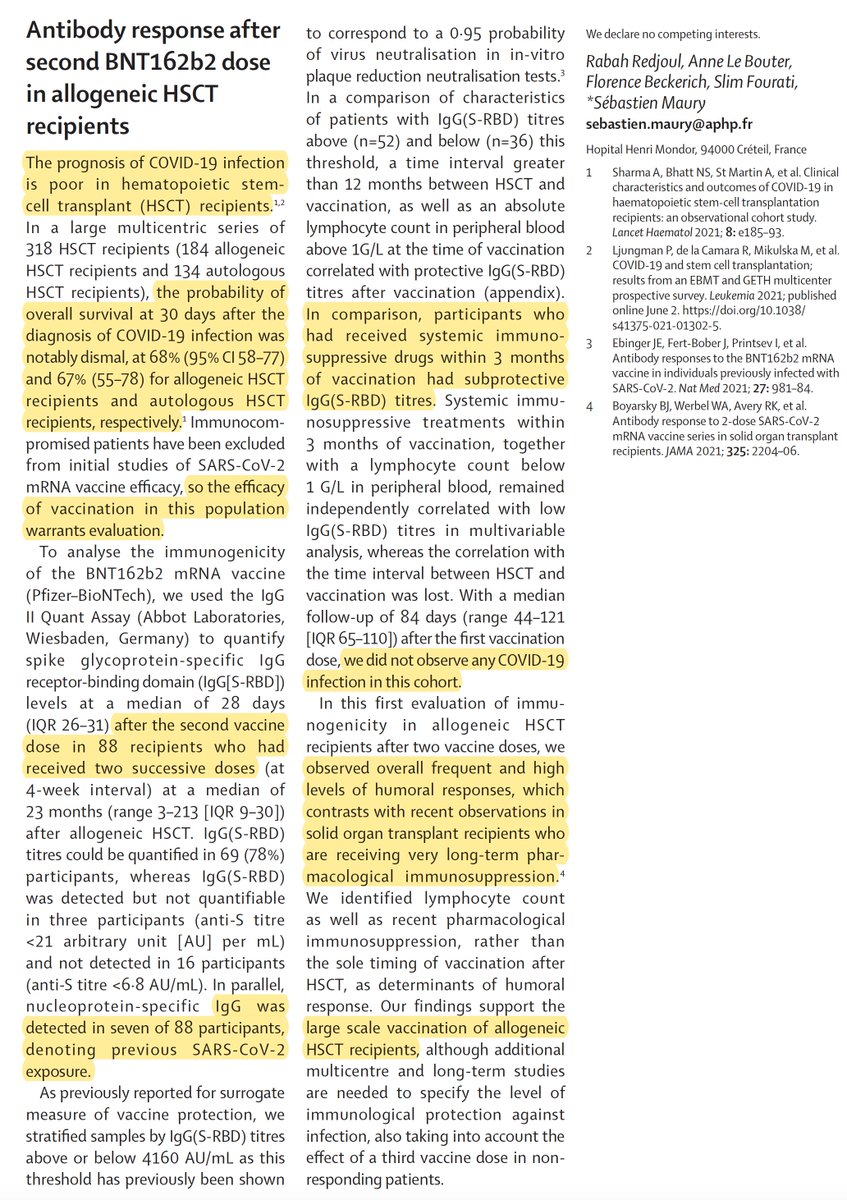 Antibody response after
second BNT162b2 dose
in allogeneic HSCT
recipients
The prognosis of COVID-19 infection
is poor in hematopoietic stem-
cell transplant (HSCT) recipients.1,2
In a large multicentric series of
318 HSCT recipients (184 allogeneic
HSCT recipients and 134 autologous
HSCT recipients), the probability of
overall survival at 30 days after the
diagnosis of COVID-19 infection was
notably dismal, at 68% (95% CI 58–77)
and 67% (55–78) for allogeneic HSCT
recipients and autologous HSCT
recipients, respectively.1 Immunocom-
promised patients have been excluded
from initial studies of SARS-CoV-2
mRNA vaccine efficacy, so the efficacy
of vaccination in this population
warrants evaluation.
To analyse the immunogenicity
of the BNT162b2 mRNA vaccine
(Pfizer–BioNTech), we used the IgG
II Quant Assay (Abbot Laboratories,
Wiesbaden, Germany) to quantify
spike glycoprotein-specific IgG
receptor-binding domain (IgG[S-RBD])
levels at a median of 28 days
(IQR 26–31) after the second vaccine
dose in 88 recipients who had
received two successive doses (at
4-week interval) at a median of
23 months (range 3–213 [IQR 9–30])
after allogeneic HSCT. IgG(S-RBD)
titres could be quantified in 69 (78%)
participants, whereas IgG(S-RBD)
was detected but not quantifiable
in three participants (anti-S titre
<21 arbitrary unit [AU] per mL)
and not detected in 16 participants
(anti-S titre <6·8 AU/mL). In parallel,
nucleoprotein-specific IgG was
detected in seven of 88 participants,
denoting previous SARS-CoV-2
exposure.
As previously reported for surrogate
measure of vaccine protection, we
stratified samples by IgG(S-RBD) titres
above or below 4160 AU/mL as this
threshold has previously been shown
to correspond to a 0·95 probability
of virus neutralisation in in-vitro
plaque reduction neutralisation tests.3
In a comparison of characteristics
of patients with IgG(S-RBD) titres
above (n=52) and below (n=36) this
threshold, a time interval greater
than 12 months between HSCT and
vaccination, as well as an absolute
lymphocyte count in peripheral blood
above 1G/L at the time of vaccination
correlated with protective IgG(S-RBD)
titres after vaccination (appendix).
In comparison, participants who
had received systemic immuno-
suppressive drugs within 3 months
of vaccination had subprotective
IgG(S-RBD) titres. Systemic immu-
nosuppressive treatments within
3 months of vaccination, together
with a lymphocyte count below
1 G/L in peripheral blood, remained
independently correlated with low
IgG(S-RBD) titres in multivariable
analysis, whereas the correlation with
the time interval between HSCT and
vaccination was lost. With a median
follow-up of 84 days (range 44–121
[IQR 65–110]) after the first vaccination
dose, we did not observe any COVID-19
infection in this cohort.
In this first evaluation of immu-
nogenicity in allogeneic HSCT
recipients after two vaccine doses, we
observed overall frequent and high
levels of humoral responses, which
contrasts with recent observations in
solid organ transplant recipients who
are receiving very long-term phar-
macological immunosuppression.4
We identified lymphocyte count
as well as recent pharmacological
immunosuppression, rather than
the sole timing of vaccination after
HSCT, as determinants of humoral
response. Our findings support the
large scale vaccination of allogeneic
HSCT recipients, although additional
multicentre and long-term studies
are needed to specify the level of
immunological protection against
infection, also taking into account the
effect of a third vaccine dose in non-
responding patients.
We declare no competing interests.
Rabah Redjoul, Anne Le Bouter,
Florence Beckerich, Slim Fourati,
*Sébastien Maury
sebastien.maury@aphp.fr
Hopital Henri Mondor, 94000 Créteil, France
1 Sharma A, Bhatt NS, St Martin A, et al. Clinical
characteristics and outcomes of COVID-19 in
haematopoietic stem-cell transplantation
recipients: an observational cohort study.
Lancet Haematol 2021; 8: e185–93.
2 Ljungman P, de la Camara R, Mikulska M, et al.
COVID-19 and stem cell transplantation;
results from an EBMT and GETH multicenter
prospective survey. Leukemia 2021; published
online June 2. https://doi.org/10.1038/
s41375-021-01302-5.
3 Ebinger JE, Fert-Bober J, Printsev I, et al.
Antibody responses to the BNT162b2 mRNA
vaccine in individuals previously infected with
SARS-CoV-2. Nat Med 2021; 27: 981–84.
4 Boyarsky BJ, Werbel WA, Avery RK, et al.
Antibody response to 2-dose SARS-CoV-2
mRNA vaccine series in solid organ transplant
recipients. JAMA 2021; 325: 2204–06.